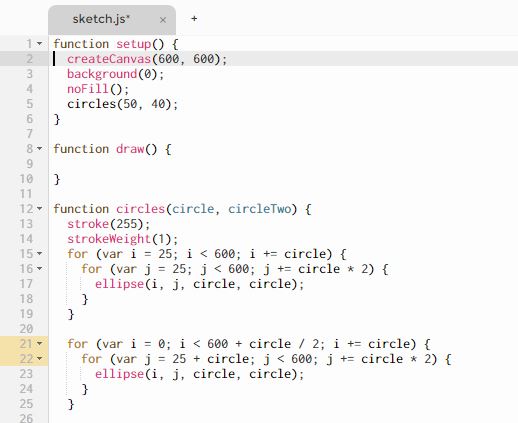 sketch.js* × +
1 function setup() {
2 createCanvas(600, 600);
3 background(0);
4 noFill();
5 circles(50, 40);
6 }
7
8 function draw() {
9
10 }
11
12 function circles(circle, circleTwo) {
13 stroke(255);
14 strokeWeight(1);
15 for (var i = 25; i < 600; i += circle) {
16 for (var j = 25; j < 600; j += circle * 2) {
17 ellipse(i, j, circle, circle);
18 }
19 }
20
21 for (var i = 0; i < 600 + circle / 2; i += circle) {
22 for (var j = 25 + circle; j < 600; j += circle * 2) {
23 ellipse(i, j, circle, circle);
24 }
25 }
26